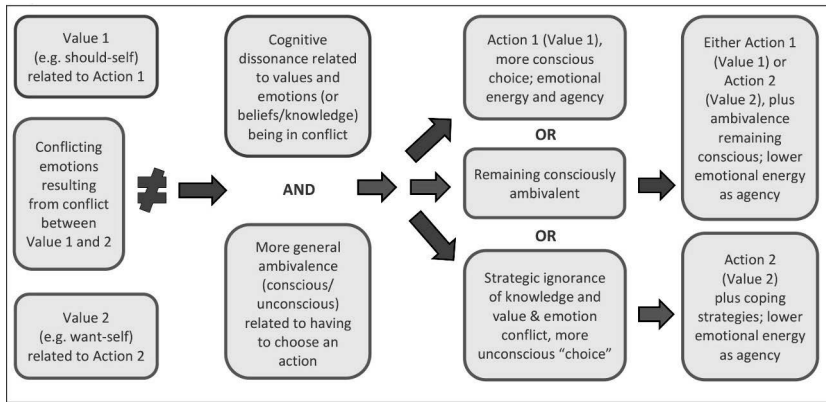 Value 1
(e.g. should-self)
related to Action 1
Conflicting
emotions
resulting
from conflict
between
Value 1 and 2
≠
Value 2
(e.g. want-self)
related to Action 2
Cognitive
dissonance related
to values and
emotions (or
beliefs/knowledge)
being in conflict
AND
More general
ambivalence
(conscious/
unconscious)
related to having
to choose an
action
Action 1 (Value 1),
more conscious
choice; emotional
energy and agency
OR
Remaining consciously
ambivalent
OR
Strategic ignorance
of knowledge and
value & emotion
conflict, more
unconscious “choice”
Either Action 1
(Value 1) or
Action 2
(Value 2), plus
ambivalence
remaining
conscious; lower
emotional energy
as agency
Action 2
(Value 2)
plus coping
strategies; lower
emotional energy
as agency